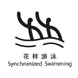 花样游泳
Synchronized Swimming